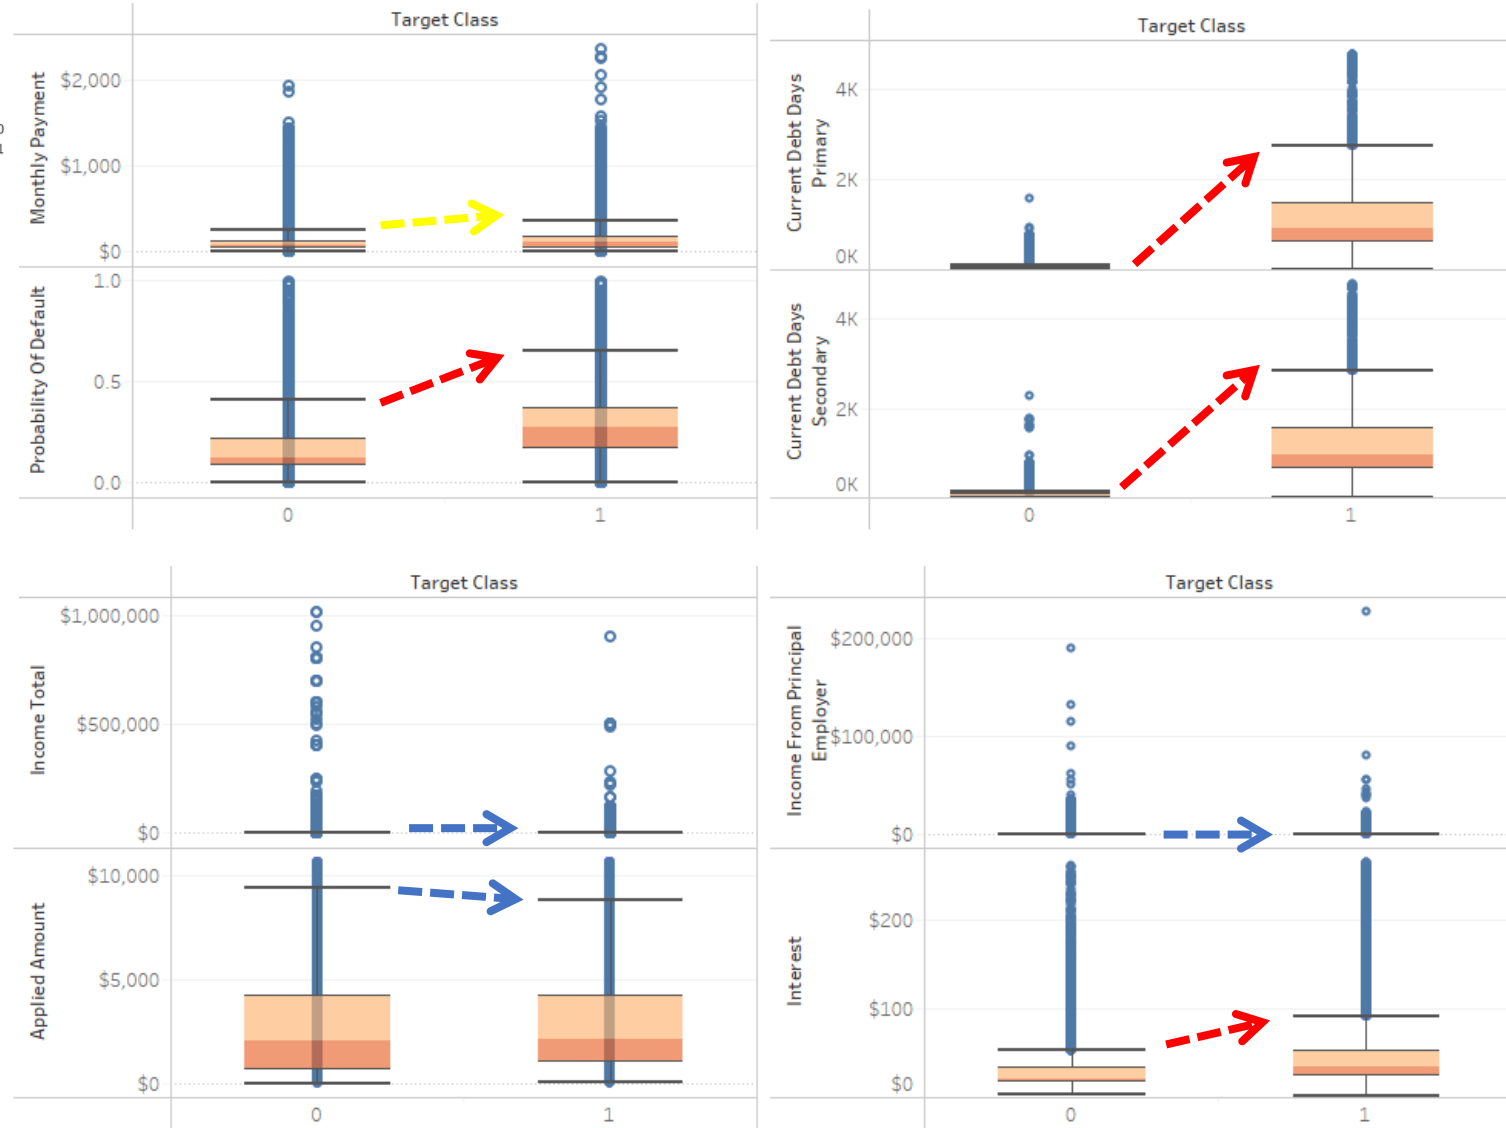 Target Class
Monthly Payment
$2,000
$1,000
$0
Probability Of Default
1.0
0.5
0.0
0
1
0
1
Target Class
Current Debt Days
Primary
4K
2K
0K
Current Debt Days
Secondary
4K
2K
0K
0
1
Target Class
Income Total
$1,000,000
$500,000
$0
Applied Amount
$10,000
$5,000
$0
0
1
Target Class
Income From Principal
Employer
$200,000
$100,000
$0
Interest
$200
$100
$0
0
1